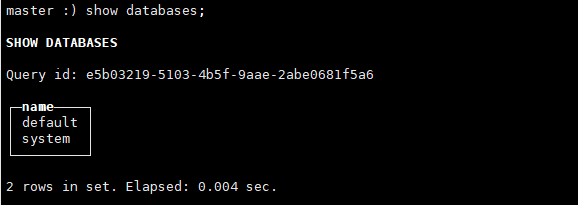 master :) show databases;
SHOW DATABASES
Query id: e5b03219-5103-4b5f-9aae-2abe0681f5a6
name
default
system
2 rows in set. Elapsed: 0.004 sec.